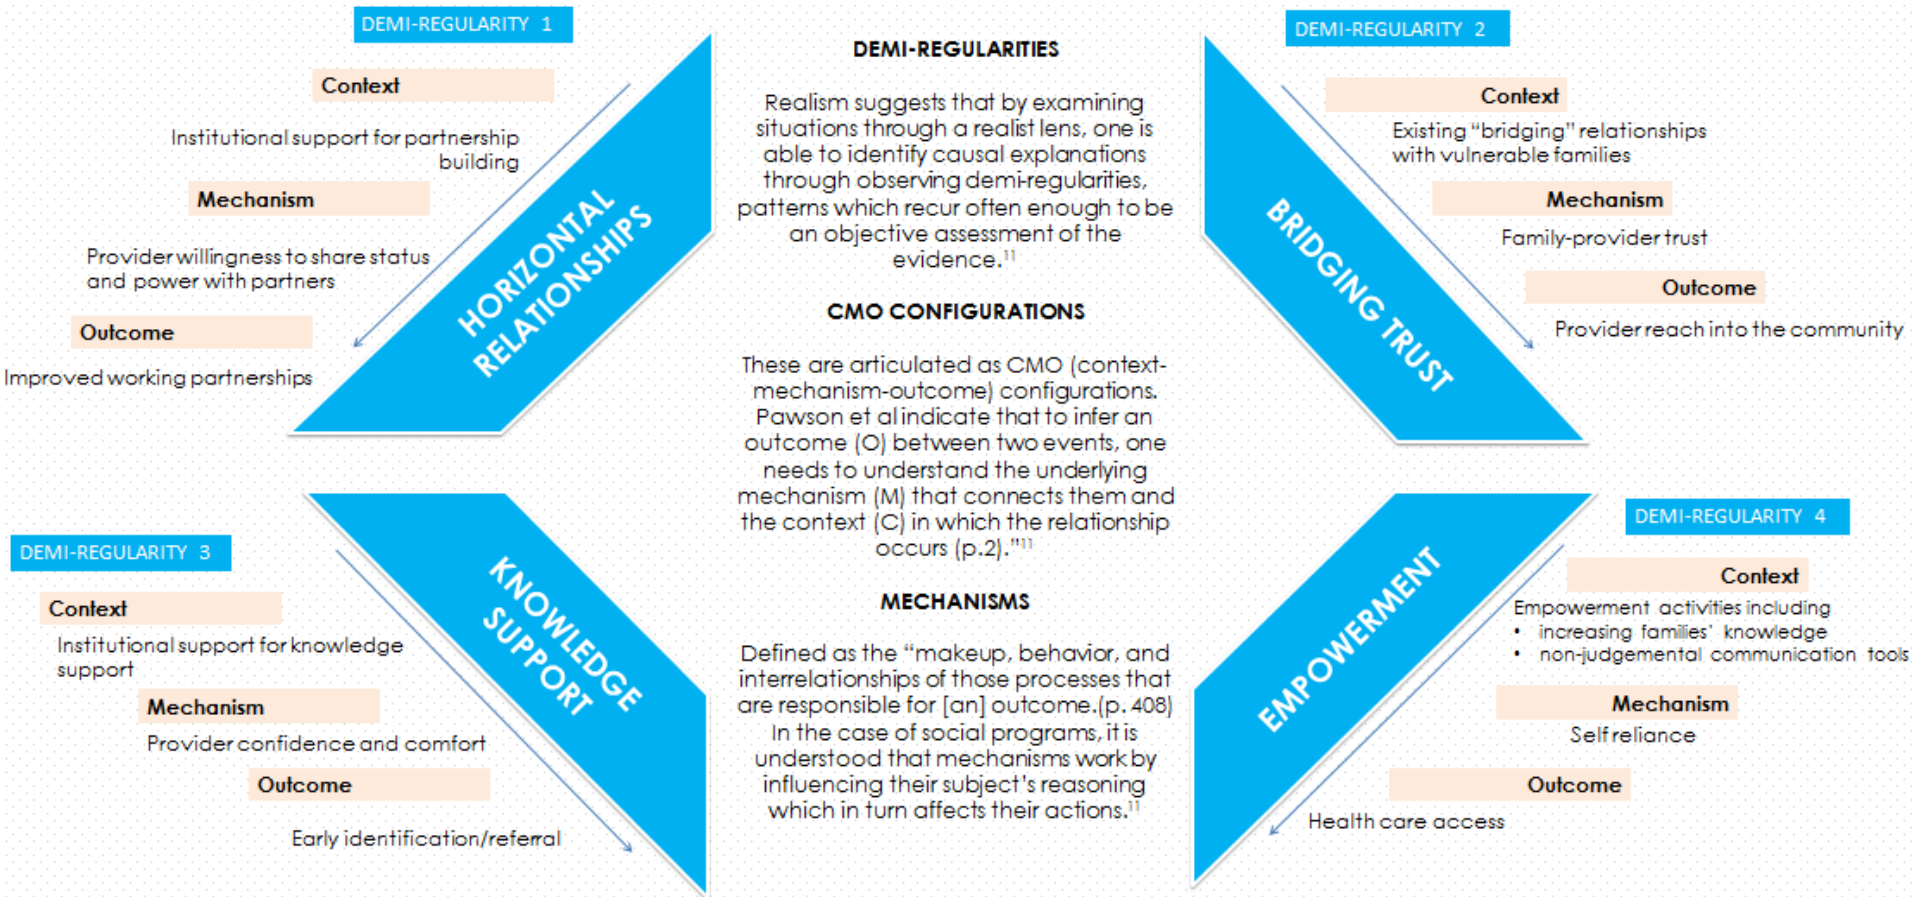 DEMI-REGULARITY 1
Context
Institutional support for partnership
building
Mechanism
Provider willingness to share status
and power with partners
Outcome
Improved working partnerships
HORIZONTAL
RELATIONSHIPS
DEMI-REGULARITIES
Realism suggests that by examining
situations through a realist lens, one is
able to identify causal explanations
through observing demi-regularities,
patterns which recur often enough to be
an objective assessment of the
evidence.¹¹
CMO CONFIGURATIONS
These are articulated as CMO (context-
mechanism-outcome) configurations.
Pawson et al indicate that to infer an
outcome (O) between two events, one
needs to understand the underlying
mechanism (M) that connects them and
the context (C) in which the relationship
occurs (p.2)."¹¹
MECHANISMS
Defined as the “makeup, behavior, and
interrelationships of those processes that
are responsible for [an] outcome.(p. 408)
In the case of social programs, it is
understood that mechanisms work by
influencing their subject's reasoning
which in turn affects their actions.¹¹
DEMI-REGULARITY 2
Context
Existing “bridging” relationships
with vulnerable families
Mechanism
Family-provider trust
Outcome
Provider reach into the community
BRIDGING TRUST
DEMI-REGULARITY 3
Context
Institutional support for knowledge
support
Mechanism
Provider confidence and comfort
Outcome
Early identification/referral
KNOWLEDGE
SUPPORT
DEMI-REGULARITY 4
Context
Empowerment activities including
• increasing families' knowledge
• non-judgemental communication tools
Mechanism
Self reliance
Outcome
Health care access
EMPOWERMENT